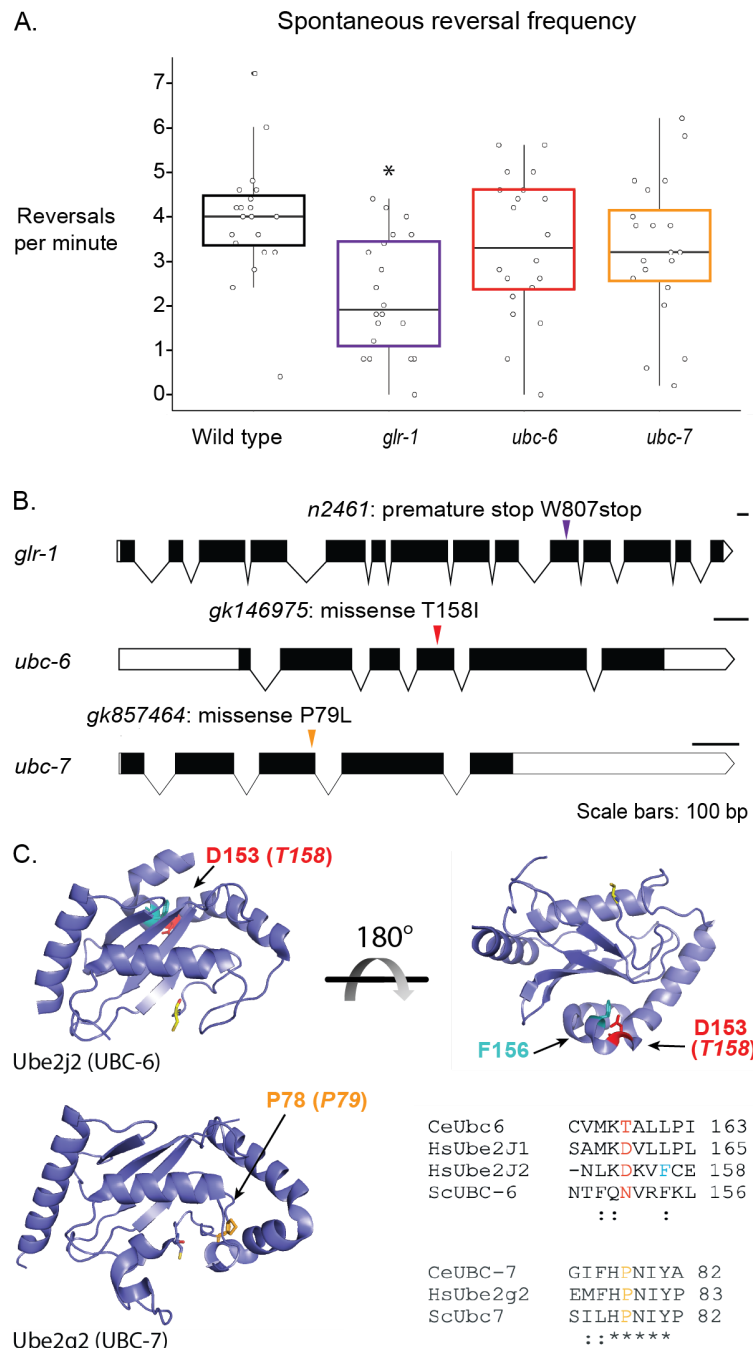 A.
Spontaneous reversal frequency
7
6
5
4
3
2
1
0
Reversals
per minute
*
Wild type
glr-1
ubc-6
ubc-7
B.
n2461: premature stop W807stop
glr-1
gk146975: missense T158I
ubc-6
gk857464: missense P79L
ubc-7
Scale bars: 100 bp
C.
D153 (T158)
180°
Ube2j2 (UBC-6)
F156
D153
(T158)
P78 (P79)
Ube2g2 (UBC-7)
CeUbc6 CVMKTALLPI 163
HsUbe2J1 SAMKDVLLPL 165
HsUbe2J2 -NLKDKVFCE 158
ScUBC-6 NTFQNVRFKL 156
:: :
CeUBC-7 GIFHPNIYA 82
HsUbe2g2 EMFHPNIYP 83
ScUbc7 SILHPNIYP 82
::*****